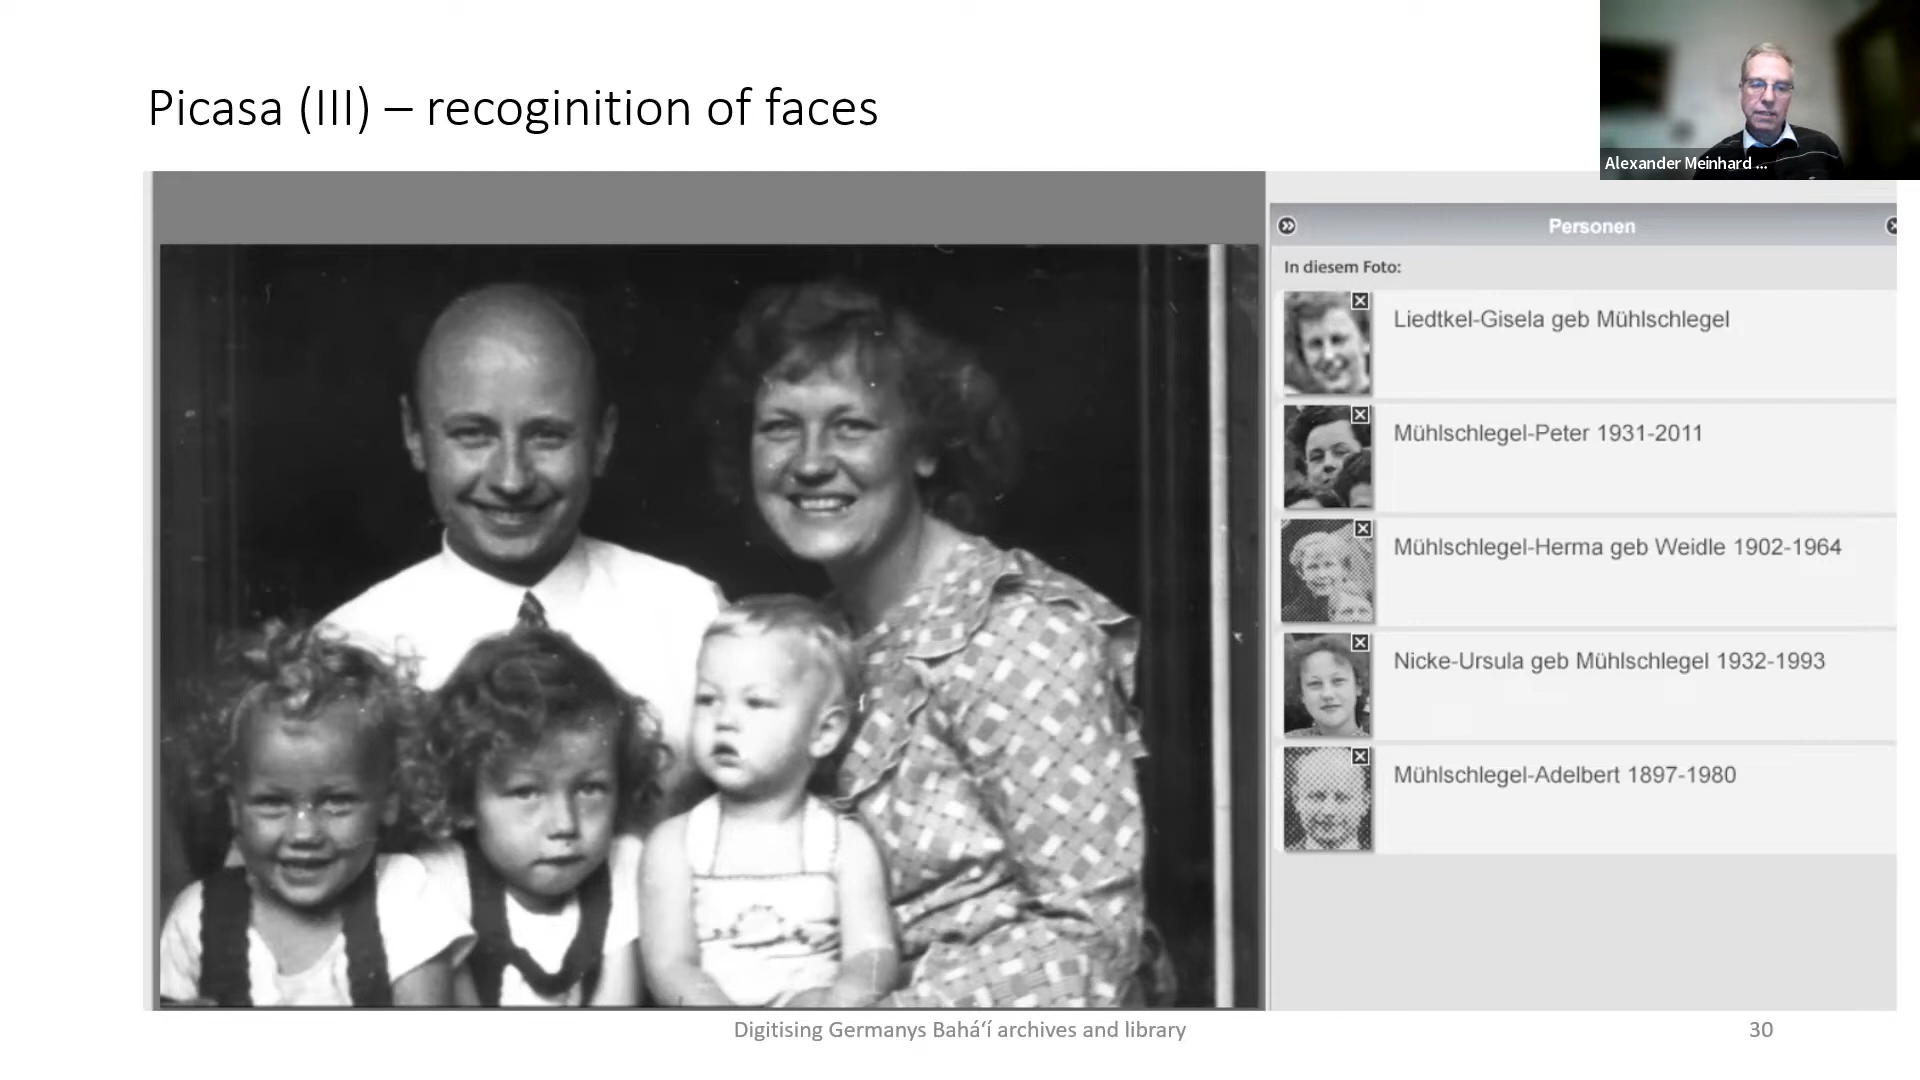 Picasa (III) – recoginition of faces
Alexander Meinhard ...
Personen
In diesem Foto:
Liedtkel-Gisela geb Mühlschlegel
Mühlschlegel-Peter 1931-2011
Mühlschlegel-Herma geb Weidle 1902-1964
Nicke-Ursula geb Mühlschlegel 1932-1993
Mühlschlegel-Adelbert 1897-1980
Digitising Germanys Bahá‘í archives and library
30